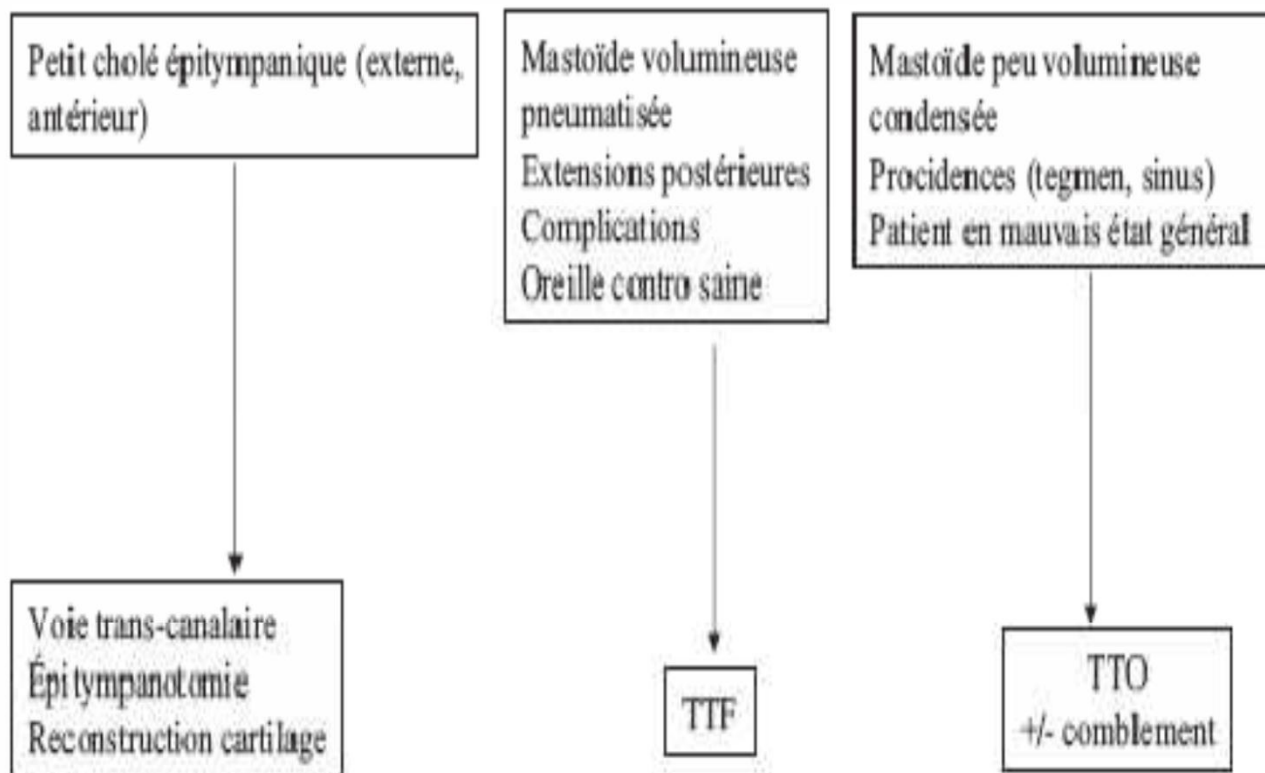 Petit cholé épitympanique (externe,
antérieur)
Mastoïde volumineuse
pneumatisée
Extensions postérieures
Complications
Oreille contro saine
Mastoïde peu volumineuse
condensée
Procidences (tegmen, sinus)
Patient en mauvais état général
Voie trans-canalaire
Épitympanotomie
Reconstruction cartilage
TTF
TTO
+/- comblement